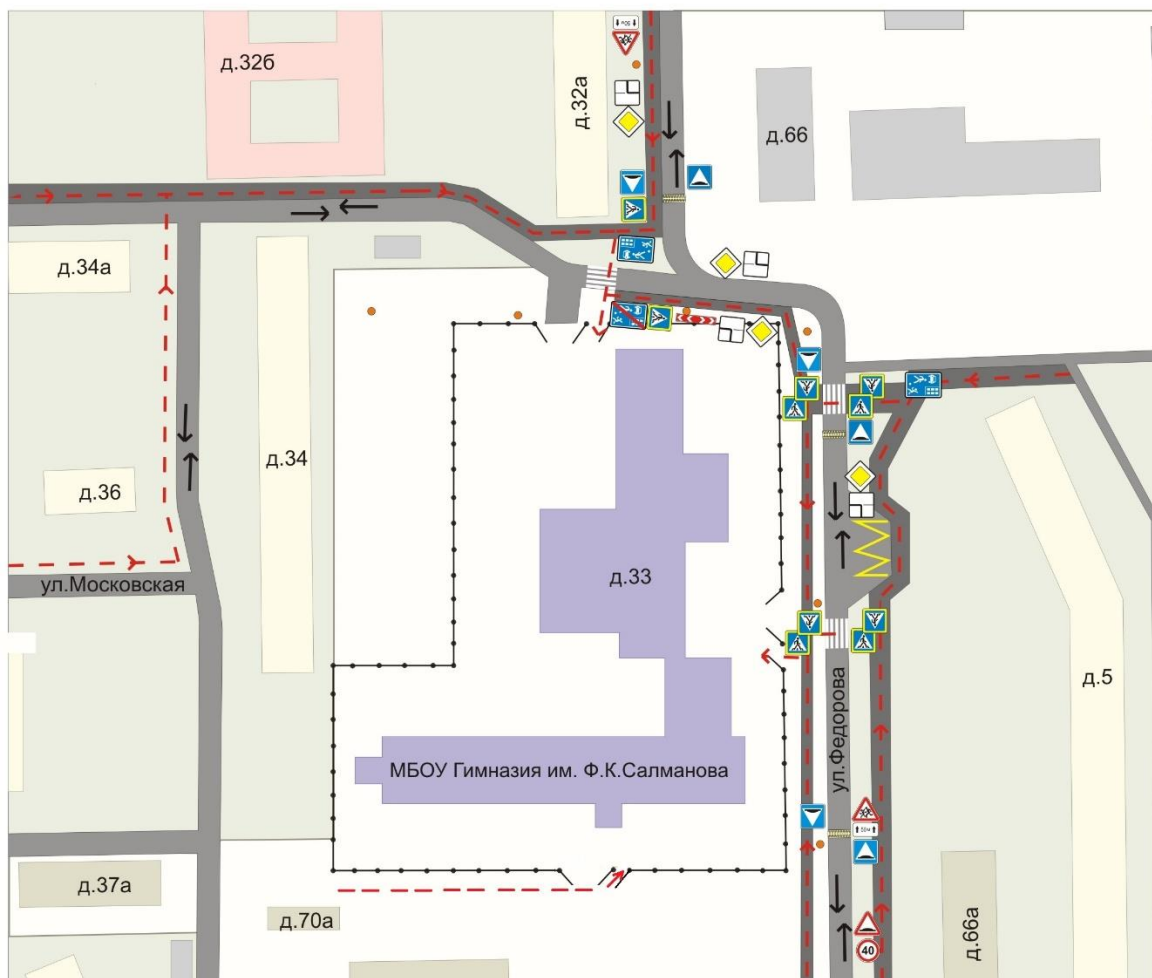 д.32б
д.32а
д.66
д.34а
д.34
д.36
д.33
ул.Московская
д.5
ул.Федорова
МБОУ Гимназия им. Ф.К.Салманова
д.37а
д.70а
д.66а
40